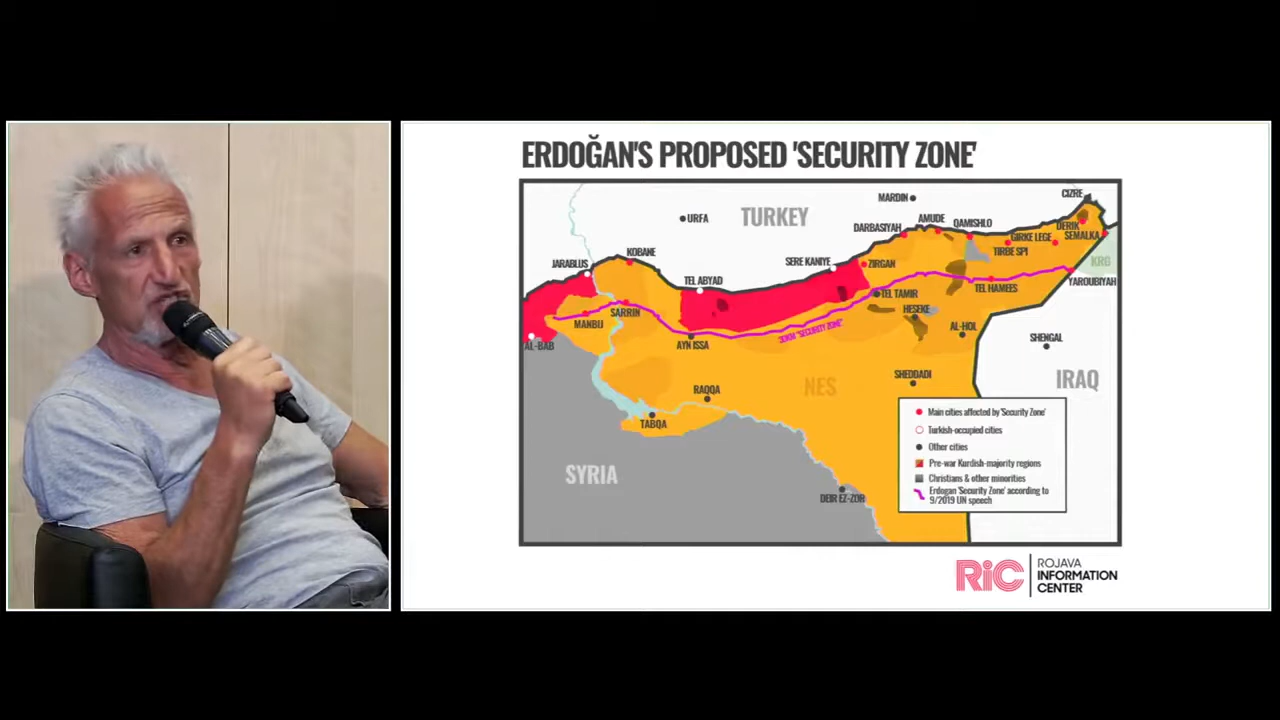 ERDOĞAN'S PROPOSED 'SECURITY ZONE'
CIZRE
MARDIN
URFA
TURKEY
AMUDE
QAMISHLO
DARBASIYAH
DERIK
GIRKE LEGE
SEMALKA
KOBANE
TIRBE SPI
JARABLUS
SERE KANIYE
ZIRGAN
KRG
TEL ABYAD
YAROUBIYAH
TEL HAMEES
TEL TAMIR
SARRIN
HESEKE
MANBIJ
30KM 'SECURITY ZONE'
AL-HOL
AL-BAB
AYN ISSA
SHENGAL
SHEDDADI
IRAQ
NES
RAQQA
TABQA
SYRIA
DEIR EZ-ZOR
Main cities affected by 'Security Zone'
Turkish-occupied cities
Other cities
Pre-war Kurdish-majority regions
Christians & other minorities
Erdogan 'Security Zone' according to
9/2019 UN speech
RiC
ROJAVA
INFORMATION
CENTER